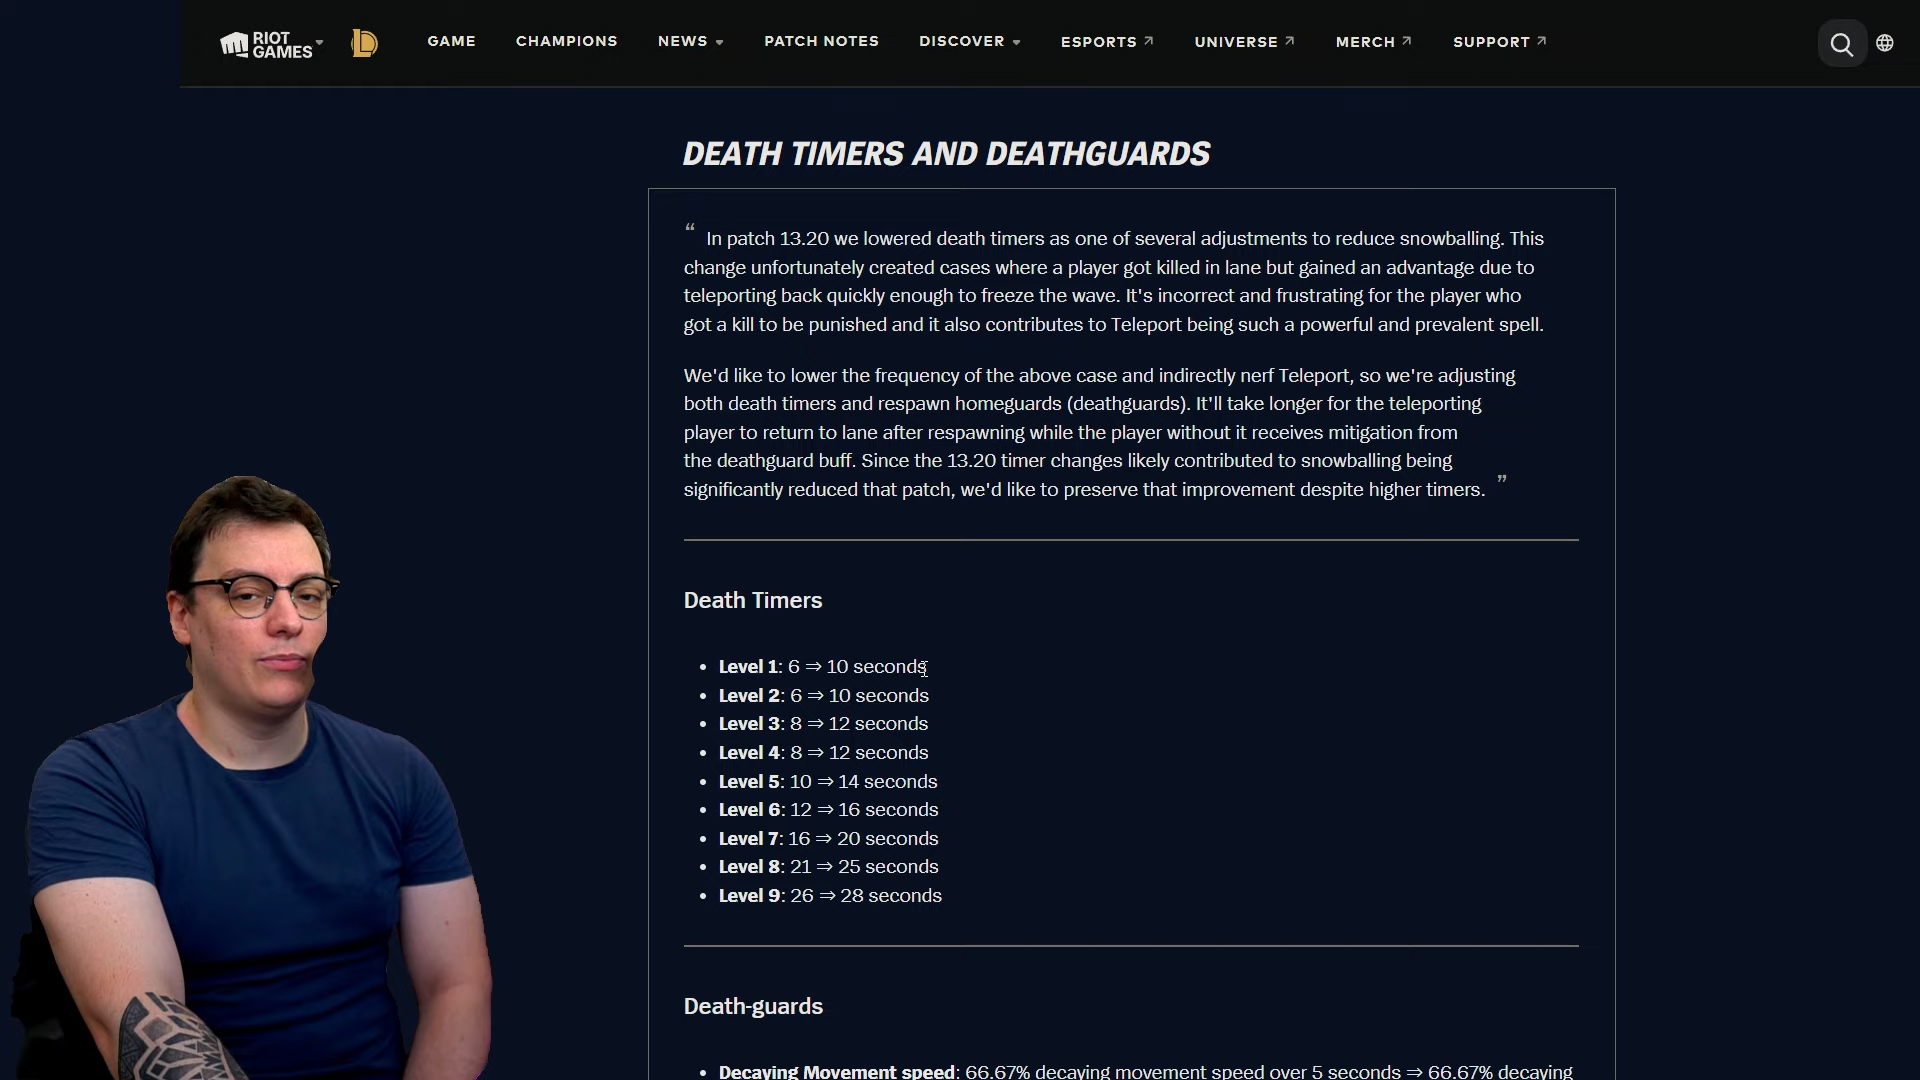 RIOT GAMES
GAME
CHAMPIONS
NEWS
PATCH NOTES
DISCOVER
ESPORTS
UNIVERSE
MERCH
SUPPORT
DEATH TIMERS AND DEATHGUARDS
“ In patch 13.20 we lowered death timers as one of several adjustments to reduce snowballing. This
change unfortunately created cases where a player got killed in lane but gained an advantage due to
teleporting back quickly enough to freeze the wave. It's incorrect and frustrating for the player who
got a kill to be punished and it also contributes to Teleport being such a powerful and prevalent spell.
We'd like to lower the frequency of the above case and indirectly nerf Teleport, so we're adjusting
both death timers and respawn homeguards (deathguards). It'll take longer for the teleporting
player to return to lane after respawning while the player without it receives mitigation from
the deathguard buff. Since the 13.20 timer changes likely contributed to snowballing being
significantly reduced that patch, we'd like to preserve that improvement despite higher timers. ”
Death Timers
• Level 1: 6 ⇒ 10 seconds
• Level 2: 6 ⇒ 10 seconds
• Level 3: 8 ⇒ 12 seconds
• Level 4: 8 ⇒ 12 seconds
• Level 5: 10 ⇒ 14 seconds
• Level 6: 12 ⇒ 16 seconds
• Level 7: 16 ⇒ 20 seconds
• Level 8: 21 ⇒ 25 seconds
• Level 9: 26 ⇒ 28 seconds
Death-guards
• Decaying Movement speed: 66.67% decaying movement speed over 5 seconds ⇒ 66.67% decaying